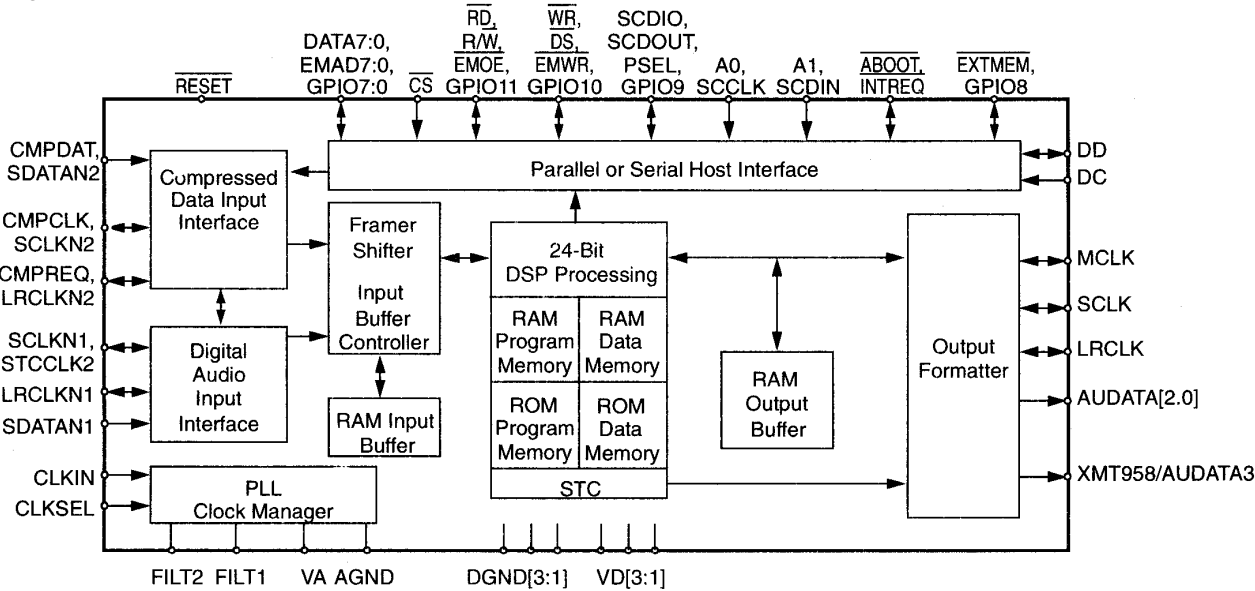 RESET
DATA7:0,
EMAD7:0,
GPIO7:0
CS
RD,
R/W,
EMOE,
GPIO11
WR,
DS,
EMWR,
GPIO10
SCDIO,
SCDOUT,
PSEL,
GPIO9
A0,
SCCLK
A1,
SCDIN
ABOOT,
INTREQ
EXTMEM,
GPIO8
CMPDAT,
SDATAN2
CMPCLK,
SCLKN2
CMPREQ,
LRCLKN2
SCLKN1,
STCCLK2
LRCLKN1
SDATAN1
CLKIN
CLKSEL
Compressed
Data Input
Interface
Digital
Audio
Input
Interface
PLL
Clock Manager
Parallel or Serial Host Interface
Framer
Shifter
Input
Buffer
Controller
RAM Input
Buffer
24-Bit
DSP Processing
RAM
Program
Memory
RAM
Data
Memory
ROM
Program
Memory
ROM
Data
Memory
STC
RAM
Output
Buffer
Output
Formatter
DD
DC
MCLK
SCLK
LRCLK
AUDATA[2.0]
XMT958/AUDATA3
FILT2 FILT1 VA AGND DGND[3:1] VD[3:1]